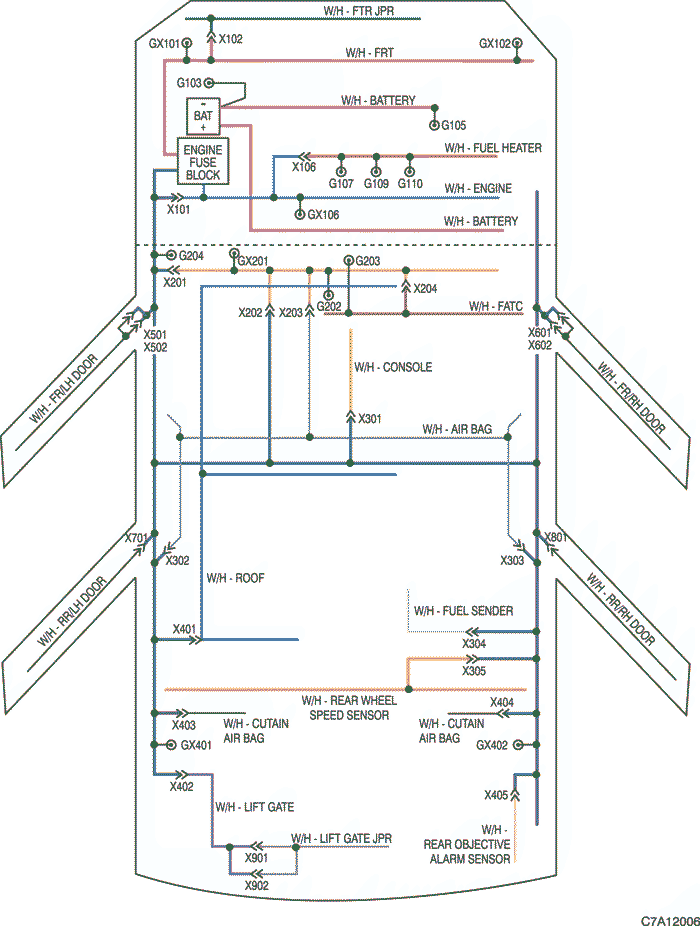 W/H - FTR JPR
GX101
X102
GX102
W/H - FRT
G103
W/H - BATTERY
-
BAT
+
G105
ENGINE
FUSE
BLOCK
W/H - FUEL HEATER
X106
G107
G109
G110
W/H - ENGINE
X101
GX106
W/H - BATTERY
G204
GX201
G203
X201
G202
X204
X202
X203
W/H - FATC
X501
X502
X601
X602
W/H - FR/LH DOOR
W/H - CONSOLE
W/H - FR/RH DOOR
X301
W/H - AIR BAG
X701
X302
X303
X801
W/H - RR/LH DOOR
W/H - ROOF
W/H - RR/RH DOOR
W/H - FUEL SENDER
X401
X304
X305
W/H - REAR WHEEL
SPEED SENSOR
X404
X403
W/H - CUTAIN
AIR BAG
W/H - CUTAIN
AIR BAG
GX401
GX402
X402
X405
W/H - LIFT GATE
W/H -
REAR OBJECTIVE
ALARM SENSOR
W/H - LIFT GATE JPR
X901
X902
C7A12006